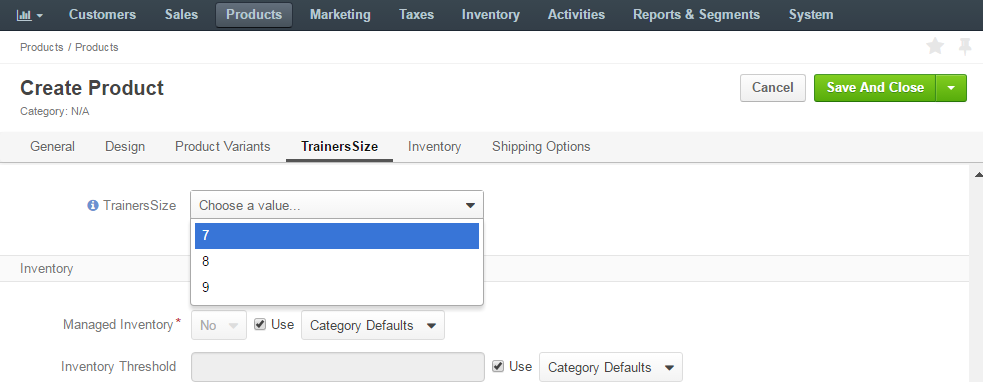 Customers Sales Products Marketing Taxes Inventory Activities Reports & Segments System
Products / Products
Create Product
Cancel Save And Close
Category: N/A
General Design Product Variants TrainersSize Inventory Shipping Options
TrainersSize Choose a value...
7
8
9
Inventory
Managed Inventory* No Use Category Defaults
Inventory Threshold Use Category Defaults